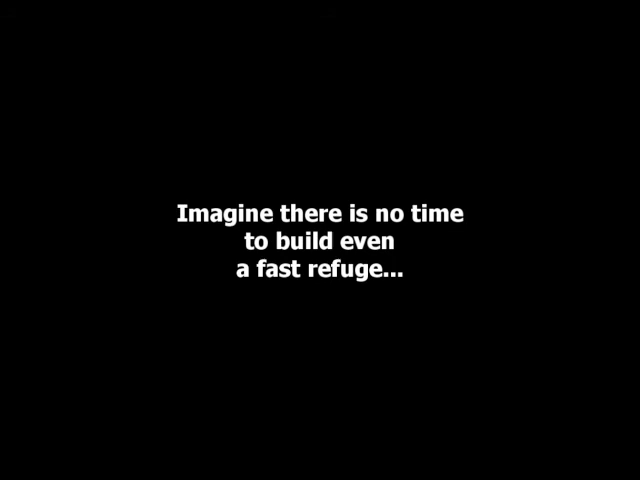 Imagine there is no time
to build even
a fast refuge...